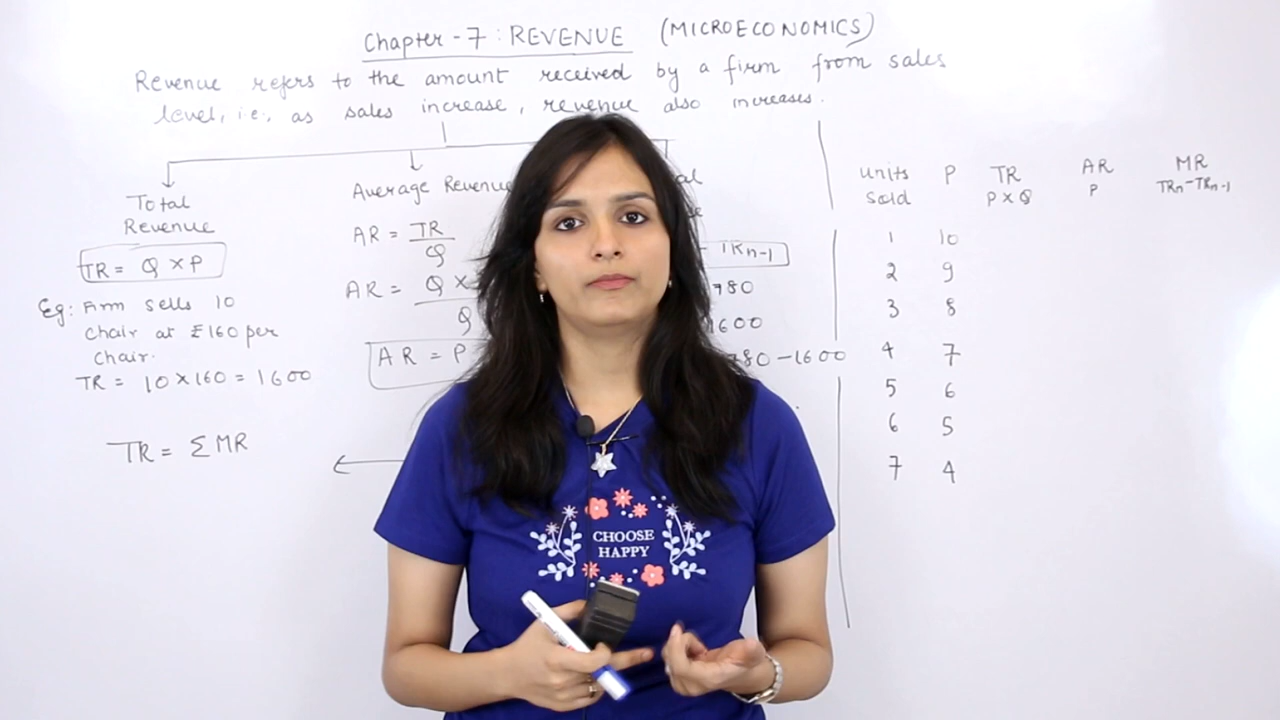 Chapter - 7 : REVENUE (MICROECONOMICS)
Revenue refers to the amount received by a firm from sales
level, i.e., as sales increase, revenue also increases.
Total
Revenue
TR = Q × P
Eg: Firm sells 10
chair at £160 per
chair.
TR = 10 × 160 = 1600
TR = Σ MR
Average Revenue
AR = TR
Q
AR = Q ×
Q
AR = P
al
- TRn-1
780
1600
780 - 1600
CHOOSE
HAPPY
units P TR AR MR
Sold P × Q P TRn - TRn-1
1 10
2 9
3 8
4 7
5 6
6 5
7 4